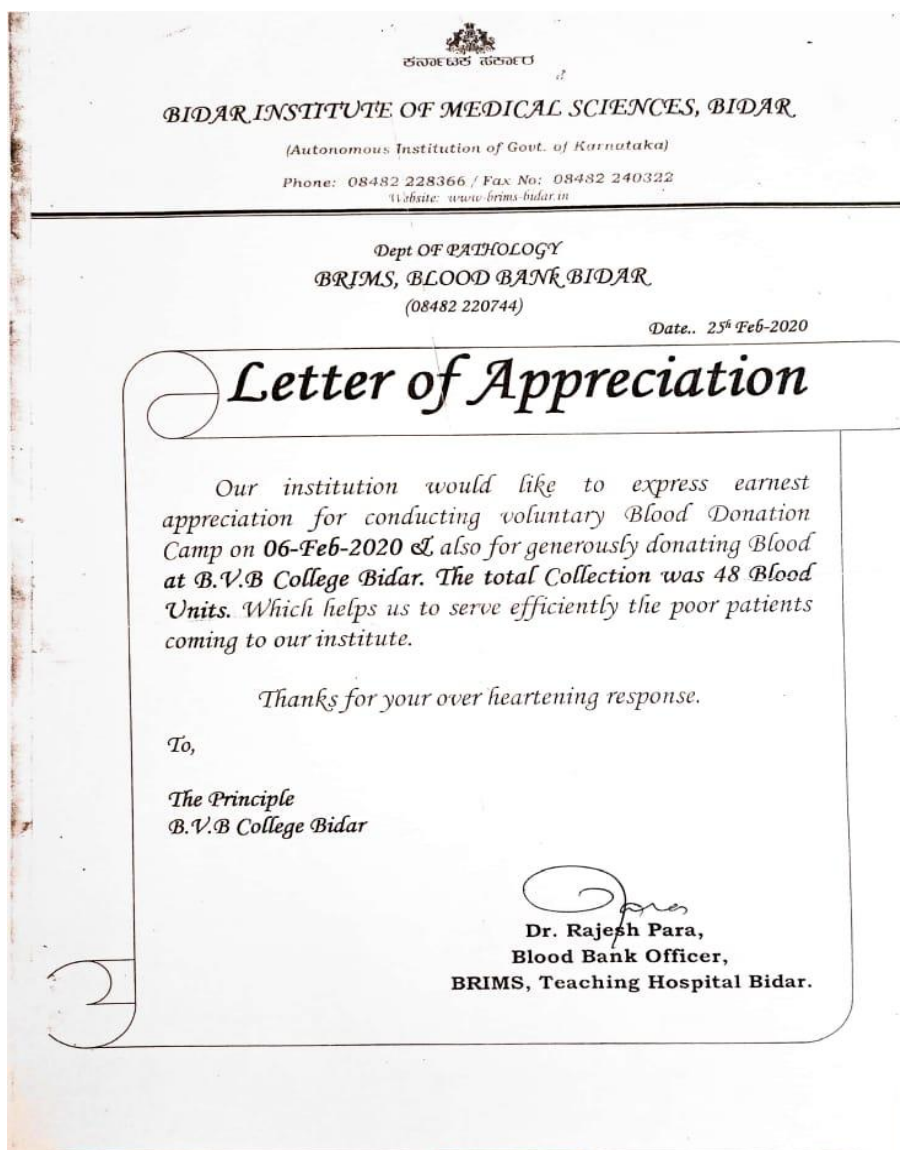 ಕರ್ನಾಟಕ ಸರ್ಕಾರ
BIDAR INSTITUTE OF MEDICAL SCIENCES, BIDAR
(Autonomous Institution of Govt. of Karnataka)
Phone: 08482 228366 / Fax No: 08482 240322
Website: www-brims-bidar.in
Dept OF PATHOLOGY
BRIMS, BLOOD BANK BIDAR
(08482 220744)
Date.. 25th Feb-2020
Letter of Appreciation
Our institution would like to express earnest
appreciation for conducting voluntary Blood Donation
Camp on 06-Feb-2020 & also for generously donating Blood
at B.V.B College Bidar. The total Collection was 48 Blood
Units. Which helps us to serve efficiently the poor patients
coming to our institute.
Thanks for your over heartening response.
To,
The Principle
B.V.B College Bidar
Dr. Rajesh Para,
Blood Bank Officer,
BRIMS, Teaching Hospital Bidar.